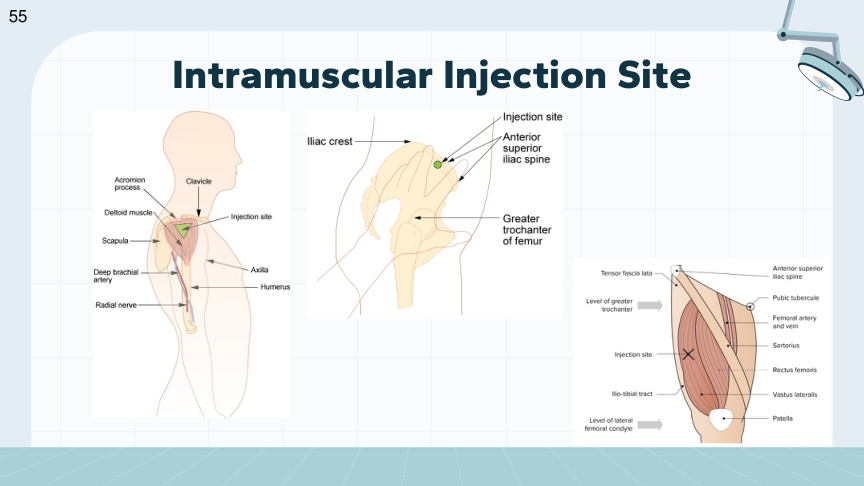 55
Intramuscular Injection Site
Acromion
process
Clavicle
Deltoid muscle
Injection site
Scapula
Deep brachial
artery
Axilla
Humerus
Radial nerve
Injection site
Iliac crest
Anterior
superior
iliac spine
Greater
trochanter
of femur
Tensor fascia lata
Anterior superior
iliac spine
Level of greater
trochanter
Pubic tubercule
Femoral artery
and vein
Sartorius
Injection site
Rectus femoris
Ilio-tibial tract
Vastus lateralis
Level of lateral
femoral condyle
Patella